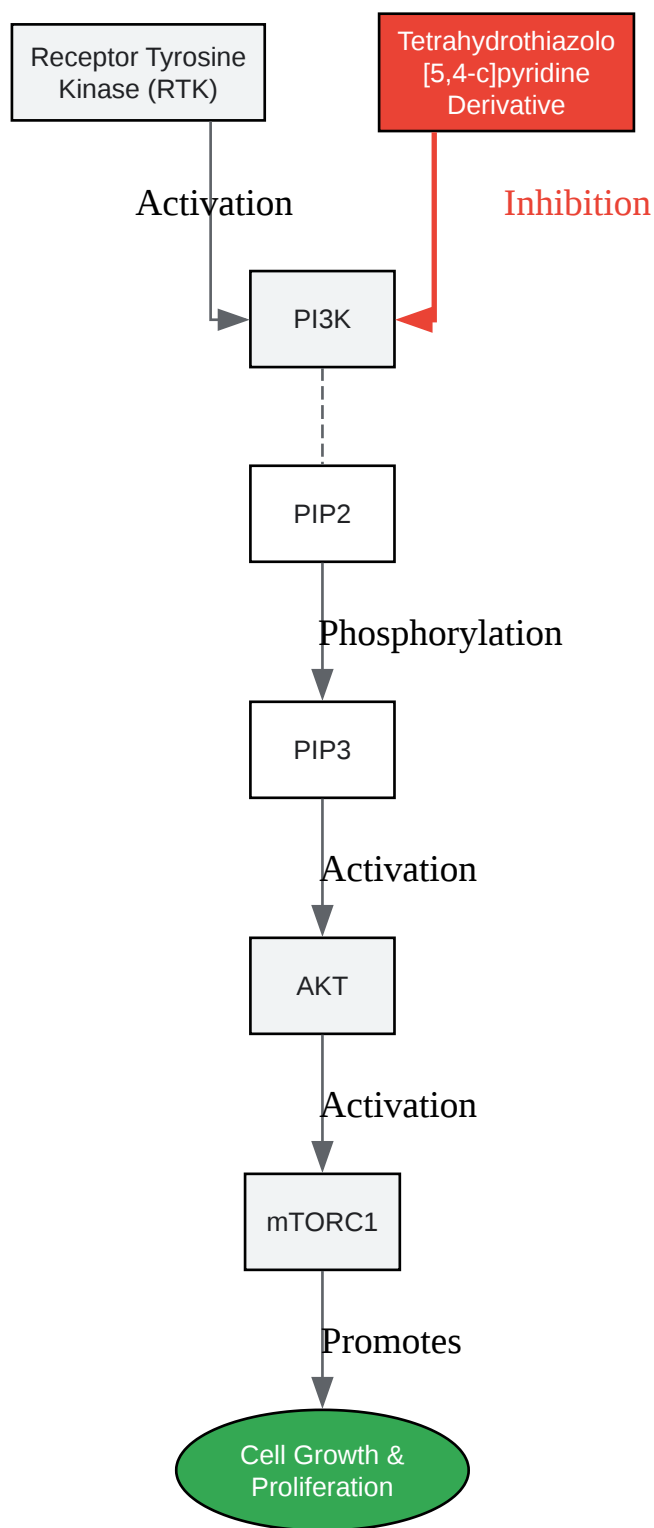 Receptor Tyrosine
Kinase (RTK)
Tetrahydrothiazolo
[5,4-c]pyridine
Derivative
Activation
Inhibition
PI3K
PIP2
Phosphorylation
PIP3
Activation
AKT
Activation
mTORC1
Promotes
Cell Growth &
Proliferation